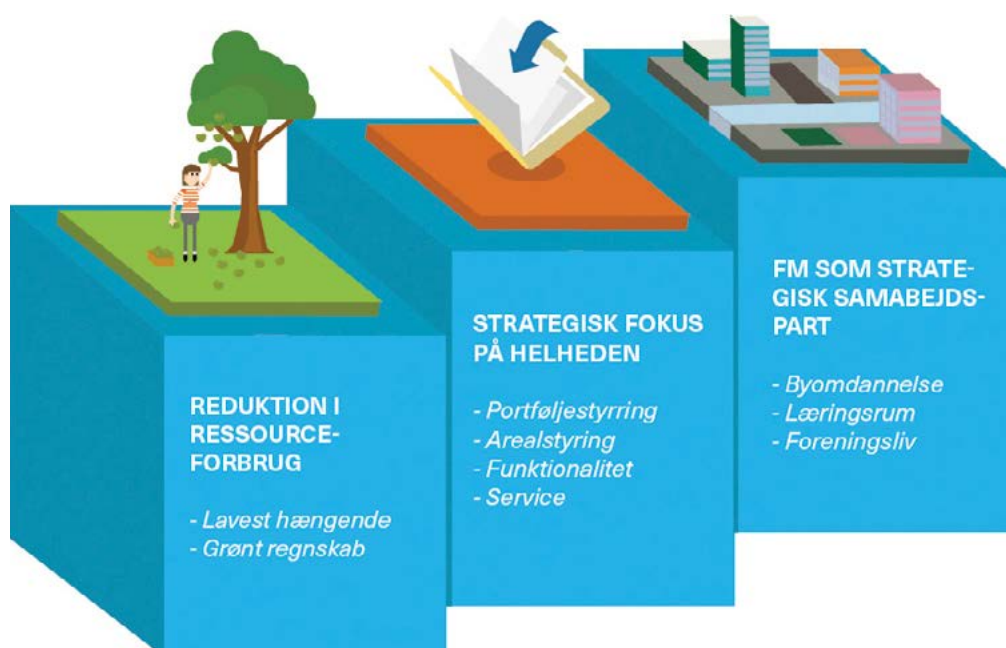 REDUKTION I
RESSOURCE-
FORBRUG
- Lavest hængende
- Grønt regnskab
STRATEGISK FOKUS
PÅ HELHEDEN
- Portføljestyrring
- Arealstyring
- Funktionalitet
- Service
FM SOM STRATE-
GISK SAMABEJDS-
PART
- Byomdannelse
- Læringsrum
- Foreningsliv